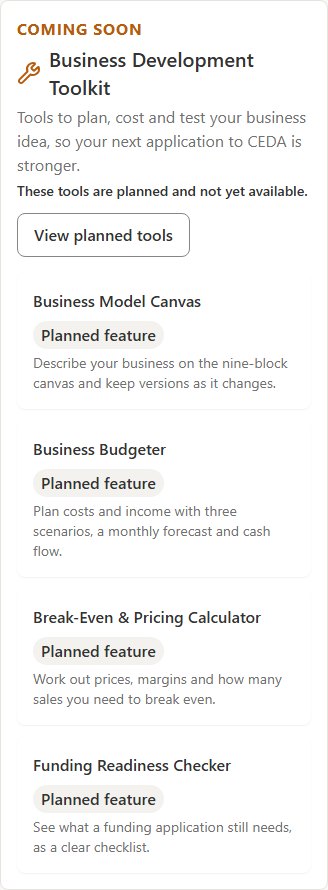 COMING SOON
Business Development
Toolkit
Tools to plan, cost and test your business
idea, so your next application to CEDA is
stronger.
These tools are planned and not yet available.
View planned tools
Business Model Canvas
Planned feature
Describe your business on the nine-block
canvas and keep versions as it changes.
Business Budgeter
Planned feature
Plan costs and income with three
scenarios, a monthly forecast and cash
flow.
Break-Even & Pricing Calculator
Planned feature
Work out prices, margins and how many
sales you need to break even.
Funding Readiness Checker
Planned feature
See what a funding application still needs,
as a clear checklist.